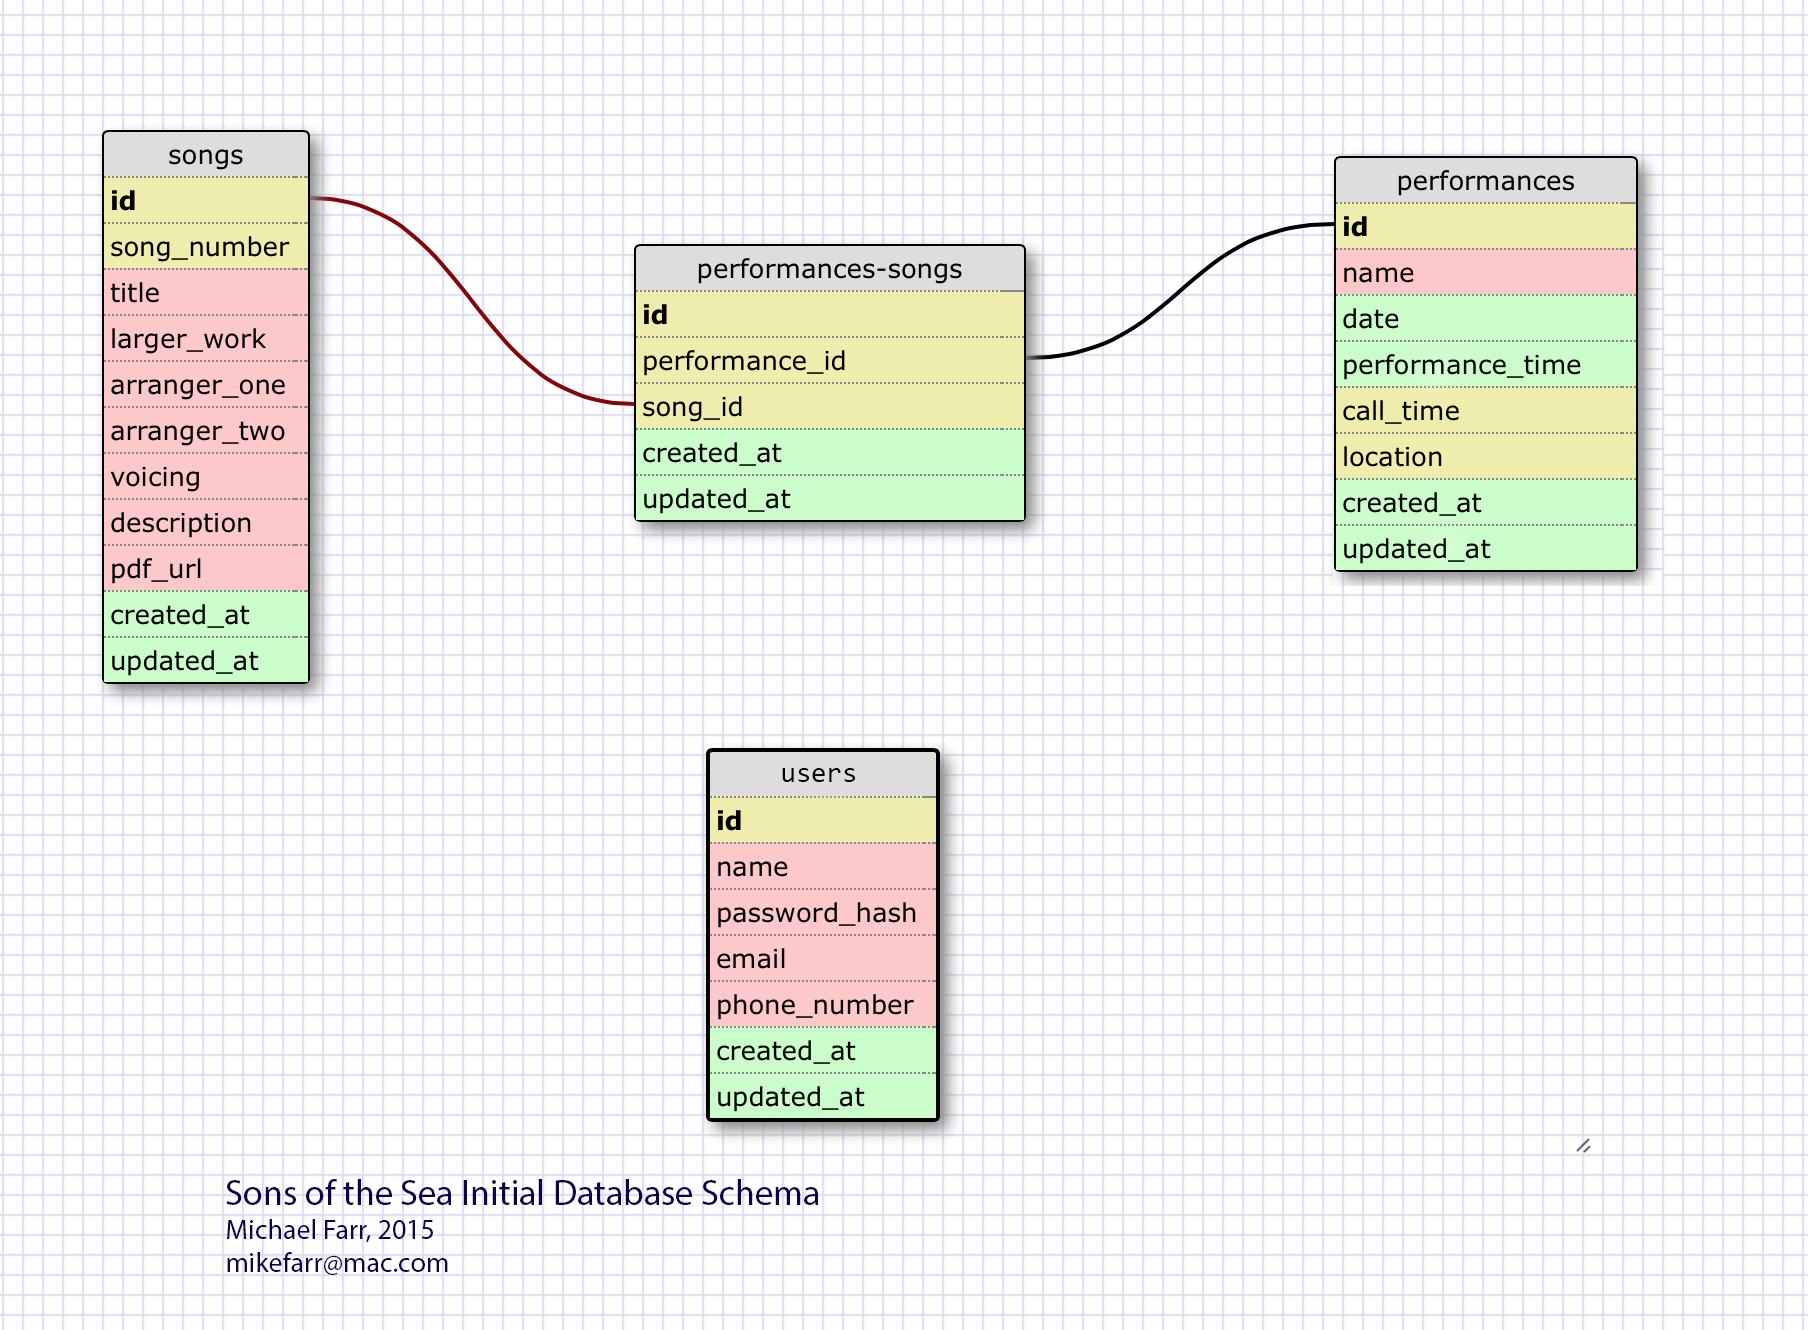 songs
id
song_number
title
larger_work
arranger_one
arranger_two
voicing
description
pdf_url
created_at
updated_at
performances-songs
id
performance_id
song_id
created_at
updated_at
performances
id
name
date
performance_time
call_time
location
created_at
updated_at
users
id
name
password_hash
email
phone_number
created_at
updated_at
Sons of the Sea Initial Database Schema
Michael Farr, 2015
mikefarr@mac.com